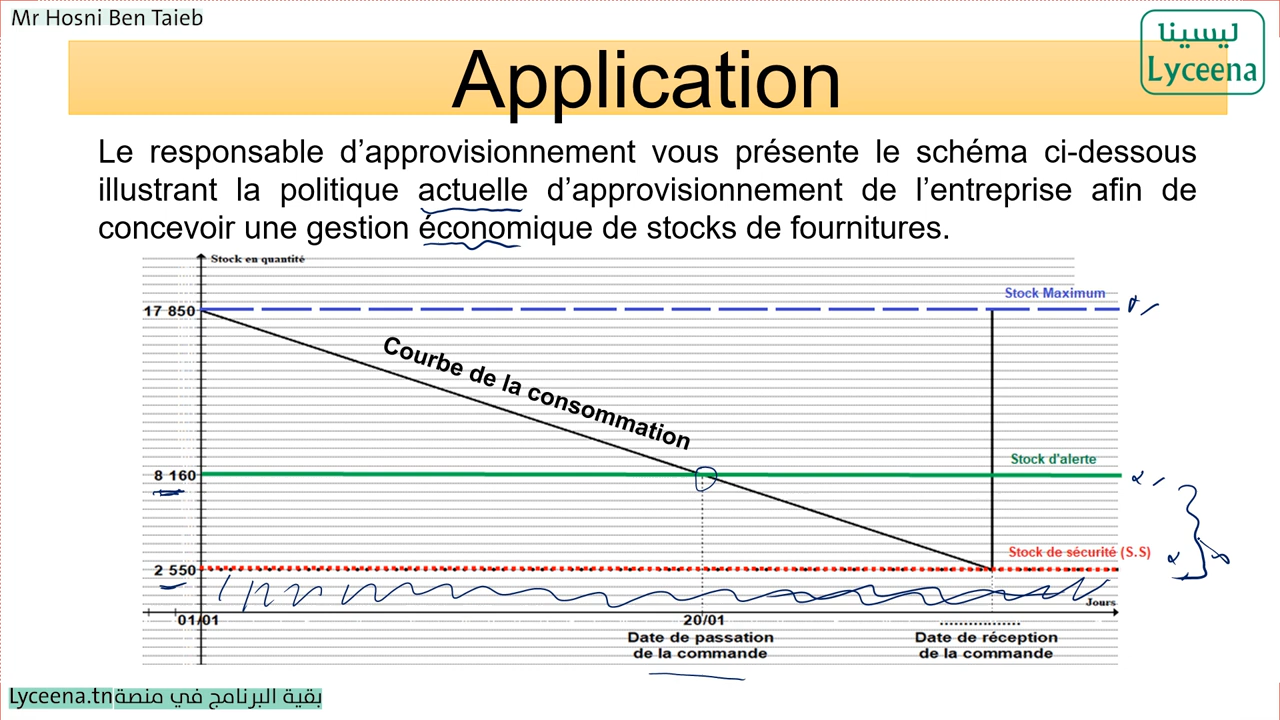 Mr Hosni Ben Taieb
ليسينا
Lyceena
Application
Le responsable d’approvisionnement vous présente le schéma ci-dessous
illustrant la politique actuelle d’approvisionnement de l’entreprise afin de
concevoir une gestion économique de stocks de fournitures.
Stock en quantité
Stock Maximum
17 850
Courbe de la consommation
Stock d'alerte
8 160
Stock de sécurité (S.S)
2 550
Jours
01/01
20/01
..................
Date de passation
de la commande
Date de réception
de la commande
Lyceena.tn بقية البرنامج في منصة